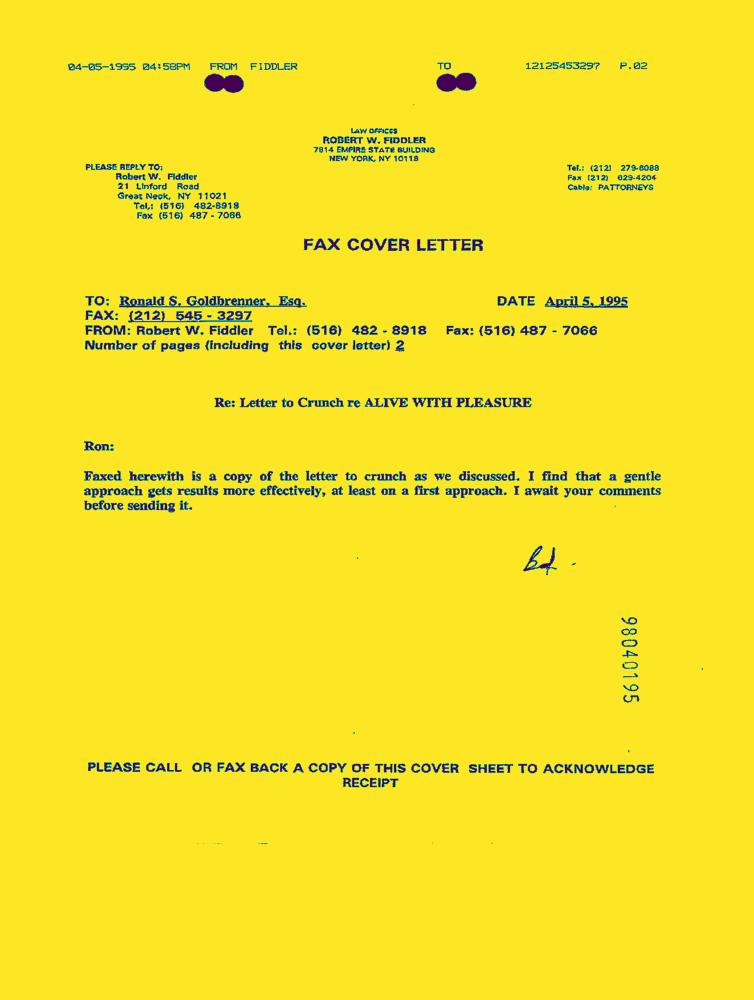 04-05-1995 04:58PM FROM FIDDLER TO 12125453297 P.02
LAW OFFICES
ROBERT W. FIDDLER
7814 EMPIRE STATE BUILDING
NEW YORK, NY 10118
PLEASE REPLY TO:
Robert W. Fiddler
21 Linford Road
Great Neck, NY 11021
Tel.: (516) 482-8918
Fax (516) 487 - 7066
Tel.: (212) 279-6088
Fax (212) 629-4204
Cable: PATTORNEYS
FAX COVER LETTER
TO: Ronald S. Goldbrenner, Esq. DATE April 5, 1995
FAX: (212) 545 - 3297
FROM: Robert W. Fiddler Tel.: (516) 482 - 8918 Fax: (516) 487 - 7066
Number of pages (including this cover letter) 2
Re: Letter to Crunch re ALIVE WITH PLEASURE
Ron:
Faxed herewith is a copy of the letter to crunch as we discussed. I find that a gentle
approach gets results more effectively, at least on a first approach. I await your comments
before sending it.
98040195
PLEASE CALL OR FAX BACK A COPY OF THIS COVER SHEET TO ACKNOWLEDGE
RECEIPT